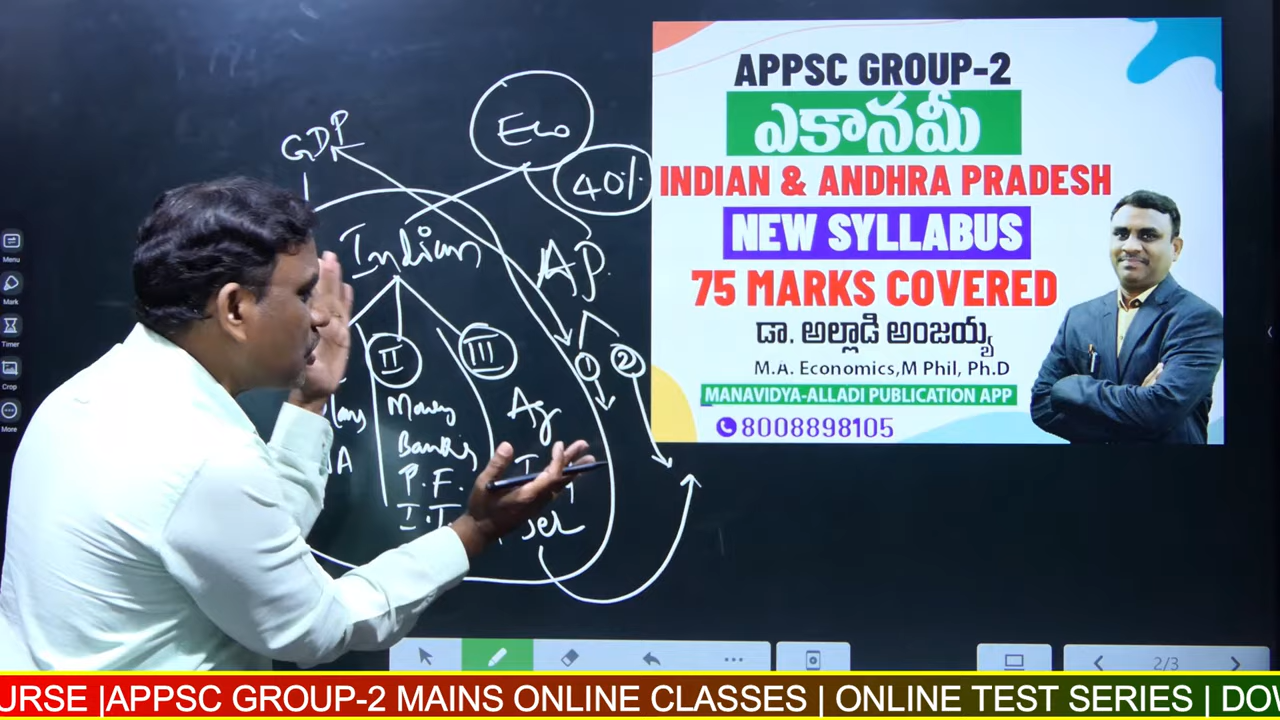 Menu
Mark
Timer
Crop
More
GDP
Eco
40%
Indian
AP.
II
III
1
2
Money
Ag
A
P.F.
I.T.
APPSC GROUP-2
ఎకానమీ
INDIAN & ANDHRA PRADESH
NEW SYLLABUS
75 MARKS COVERED
డా. అల్లాడి అంజయ్య
M.A. Economics,M Phil, Ph.D
MANAVIDYA-ALLADI PUBLICATION APP
8008898105
2/3
URSE |APPSC GROUP-2 MAINS ONLINE CLASSES | ONLINE TEST SERIES | DOW